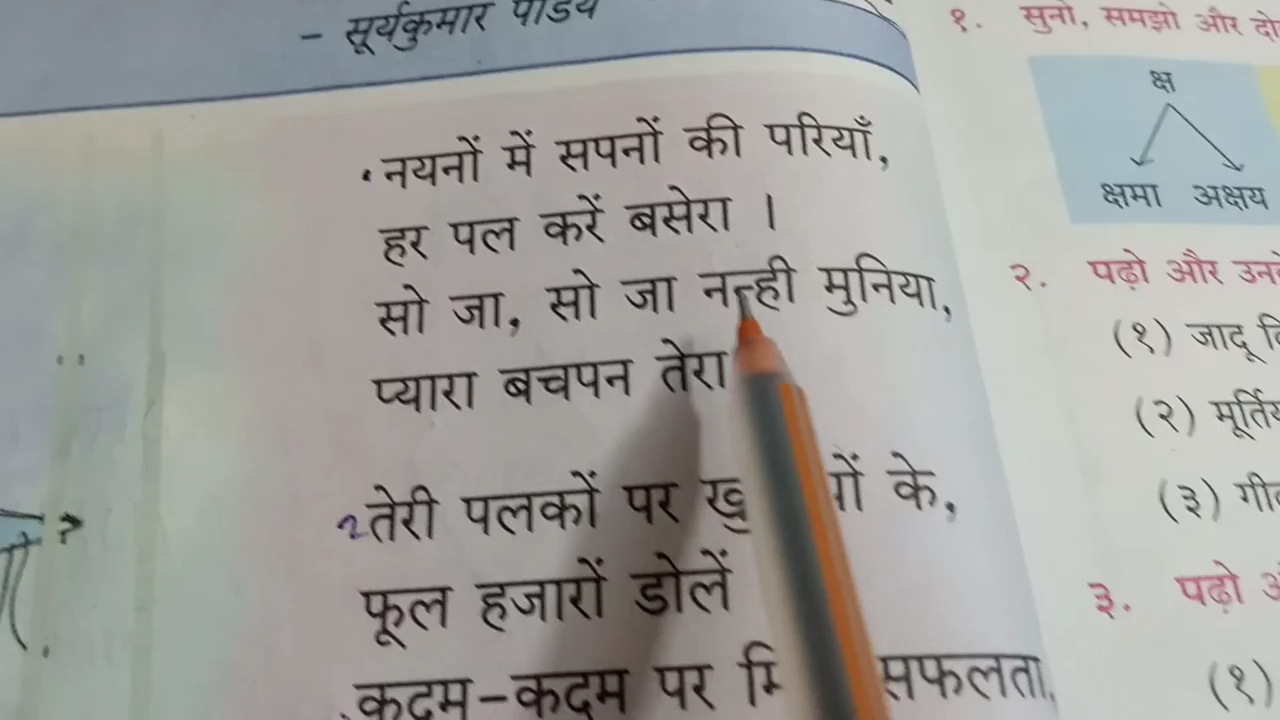 - सूर्यकुमार पांडेय
नयनों में सपनों की परियाँ,
हर पल करें बसेरा ।
सो जा, सो जा नन्ही मुनिया,
प्यारा बचपन तेरा
२ तेरी पलकों पर के,
फूल हजारों डोलें
कदम-कदम पर सफलता,
१. सुनो, समझो और
क्ष
क्षमा अक्षय
२. पढ़ो और
(१) जादू
(२)
(३)
३. पढ़ो
(१)